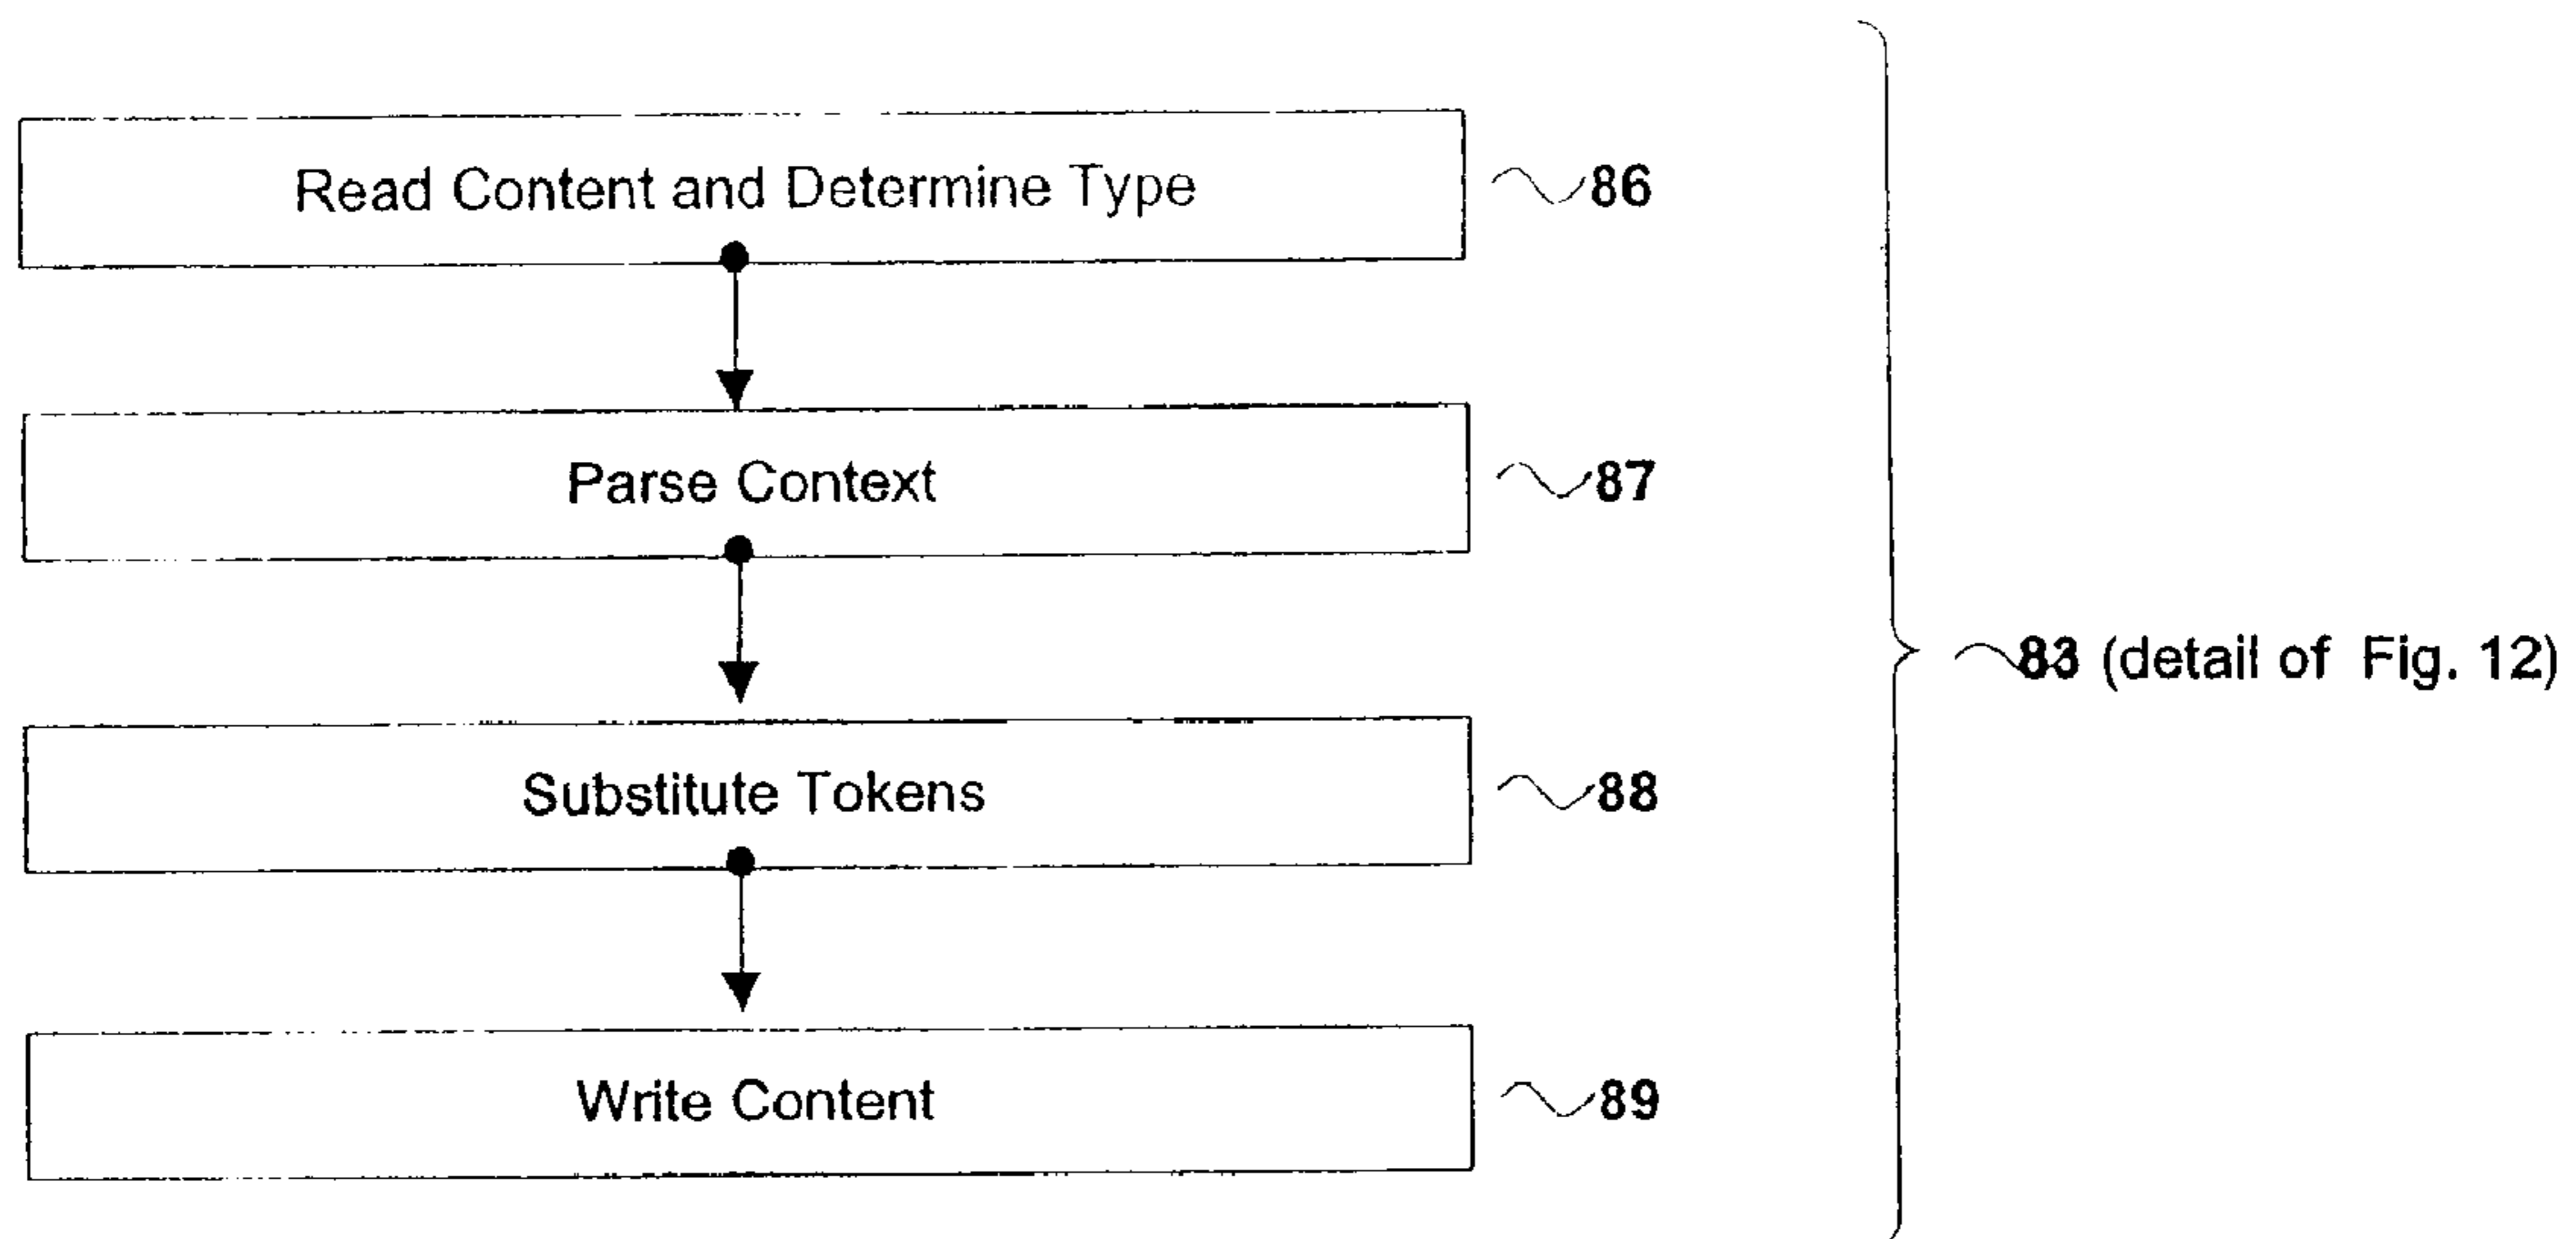 Read Content and Determine Type
86
Parse Context
87
83 (detail of Fig. 12)
Substitute Tokens
88
Write Content
89